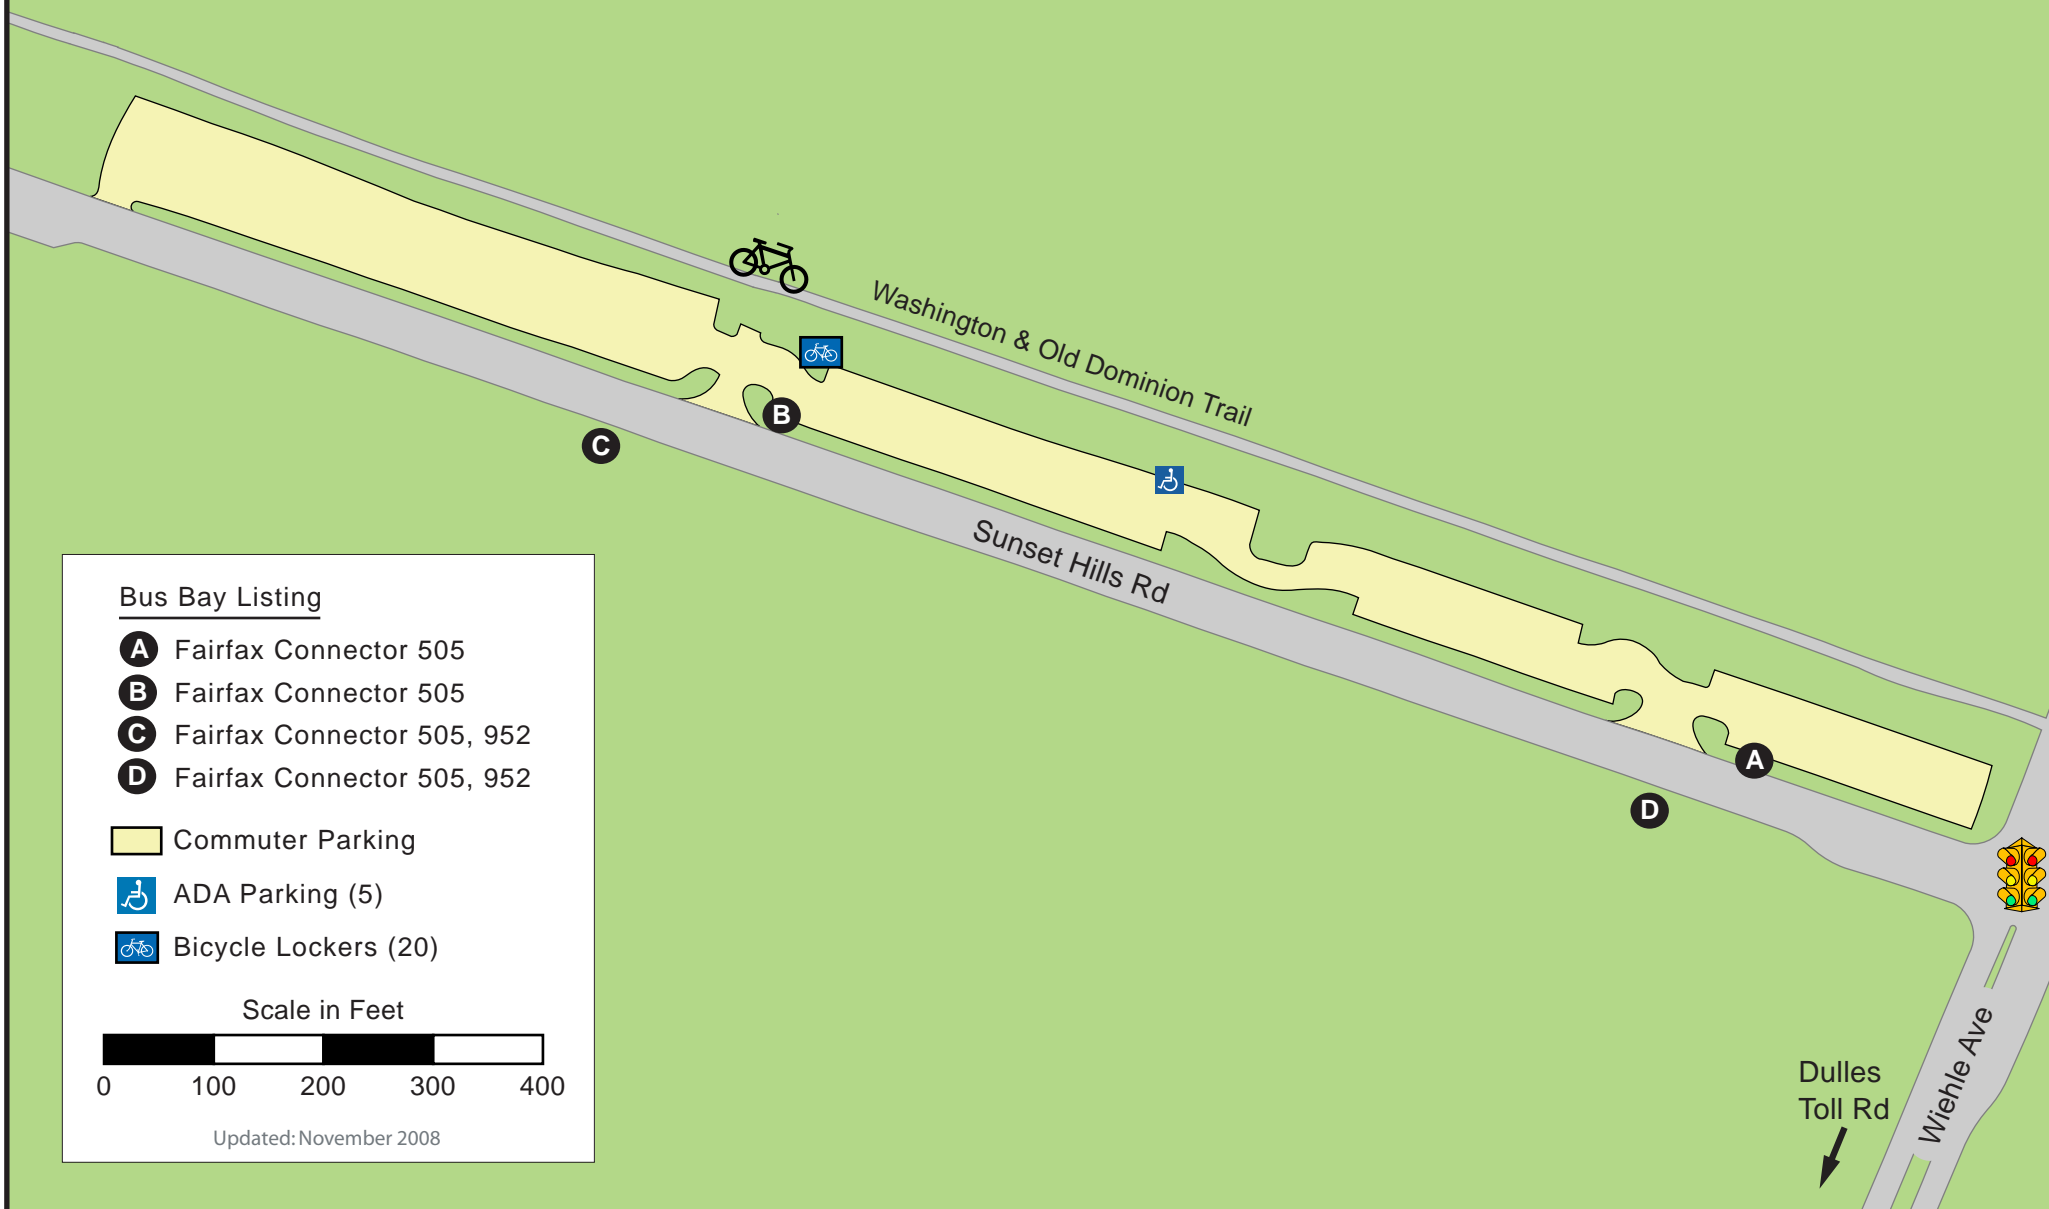 Washington & Old Dominion Trail
B
C
Sunset Hills Rd
A
D
Bus Bay Listing
A Fairfax Connector 505
B Fairfax Connector 505
C Fairfax Connector 505, 952
D Fairfax Connector 505, 952
Commuter Parking
ADA Parking (5)
Bicycle Lockers (20)
Scale in Feet
0 100 200 300 400
Updated: November 2008
Dulles
Toll Rd
Wiehle Ave